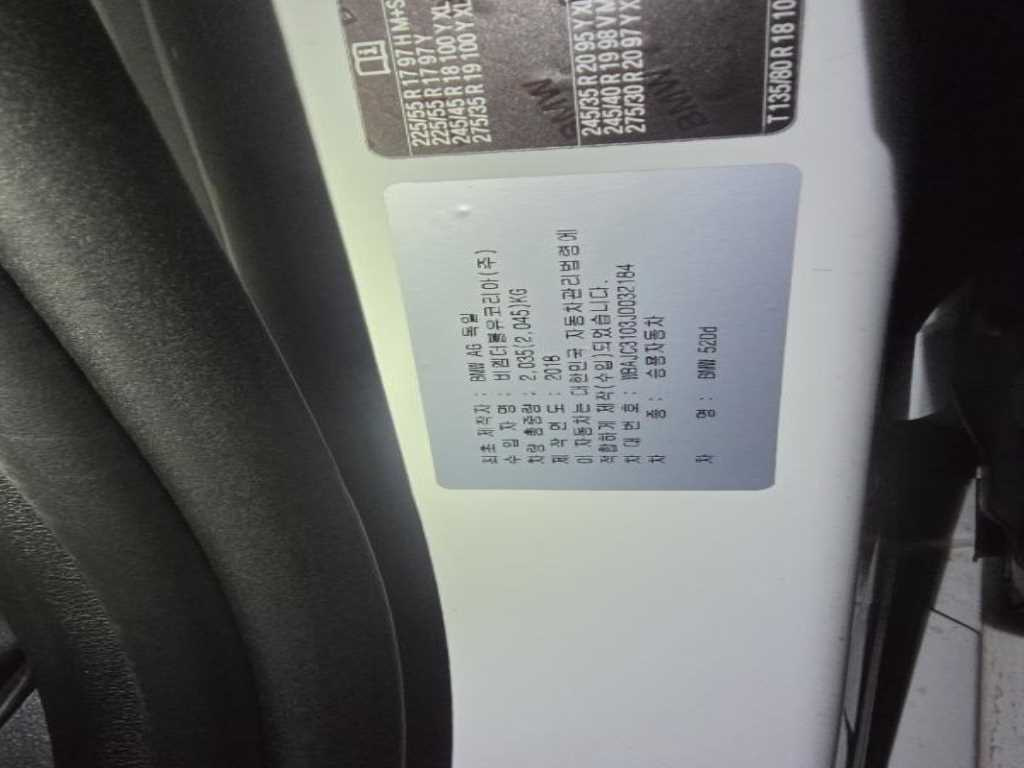 225/55 R 17 97 H M+S
225/55 R 17 97 Y
245/45 R 18 100 Y XL
275/35 R 19 100 Y XL
245/35 R 20 95 Y XL
245/40 R 19 98 V M
275/30 R 20 97 Y X
T 135/80 R 18 10
최초 제작자 : BMW AG 독일
수 입 자 명 : 비엠더블유코리아(주)
차량 총중량 : 2,035(2,045)KG
제 작 연 도 : 2018
이 자동차는 대한민국 자동차관리법령에
적합하게 제작(수입)되었습니다.
차 대 번 호 : WBAJC3103JD032184
차 종 : 승용자동차
차 명 : BMW 520d